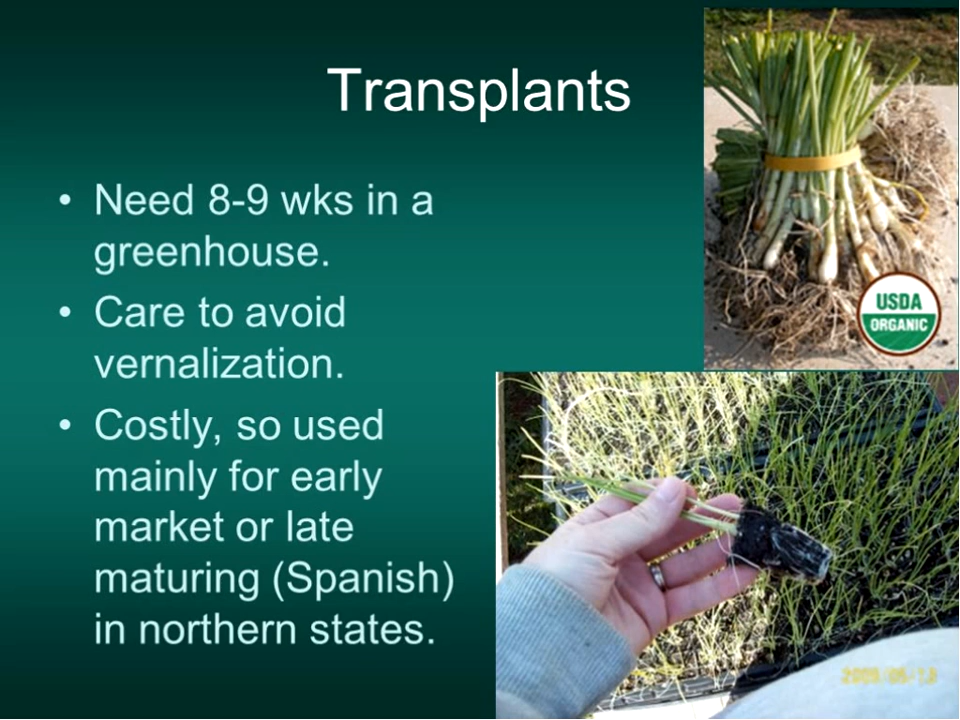 Transplants
• Need 8-9 wks in a
greenhouse.
• Care to avoid
vernalization.
• Costly, so used
mainly for early
market or late
maturing (Spanish)
in northern states.
USDA
ORGANIC